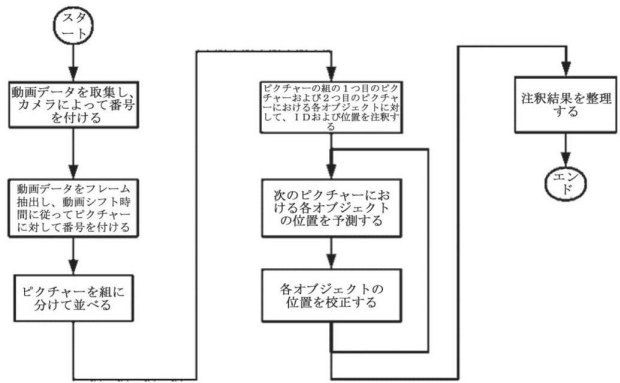 スタ
ート
動画データを取集し、
カメラによって番号
を付ける
動画データをフレーム
抽出し、動画シフト時
間に従ってピクチャー
に対して番号を付ける
ピクチャーを組に
分けて並べる
ピクチャーの組の1つ目のピク
チャーおよび2つ目のピクチャ
ーにおける各オブジェクトに対
して、IDおよび位置を注釈す
る
次のピクチャーにお
ける各オブジェクト
の位置を予測する
各オブジェクトの
位置を校正する
注釈結果を整理
する
エン
ド